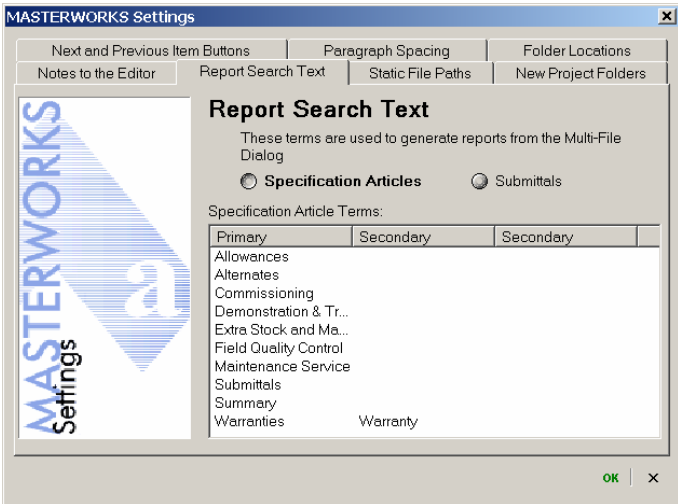 MASTERWORKS Settings
Next and Previous Item Buttons
Paragraph Spacing
Folder Locations
Notes to the Editor
Report Search Text
Static File Paths
New Project Folders
MASTERWORKS
Settings
a
Report Search Text
These terms are used to generate reports from the Multi-File
Dialog
Specification Articles
Submittals
Specification Article Terms:
Primary Secondary Secondary
Allowances
Alternates
Commissioning
Demonstration & Tr...
Extra Stock and Ma...
Field Quality Control
Maintenance Service
Submittals
Summary
Warranties Warranty
OK